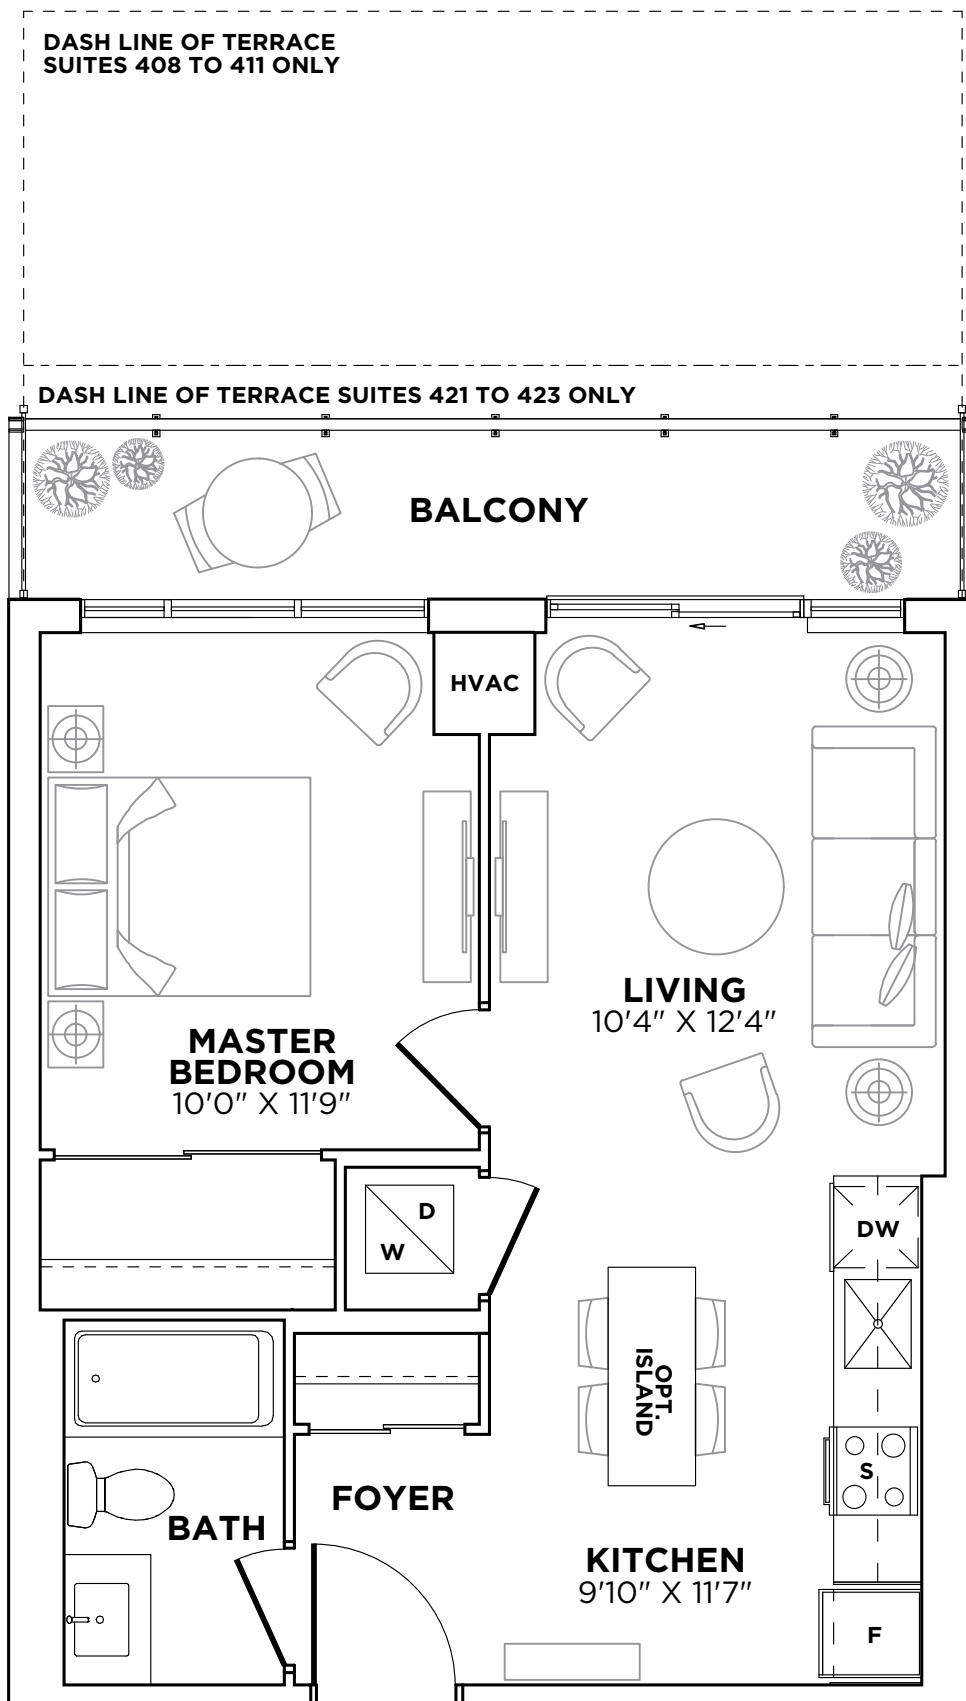 DASH LINE OF TERRACE
SUITES 408 TO 411 ONLY
DASH LINE OF TERRACE SUITES 421 TO 423 ONLY
BALCONY
HVAC
LIVING
10'4" X 12'4"
MASTER
BEDROOM
10'0" X 11'9"
D
W
DW
OPT.
ISLAND
S
FOYER
BATH
KITCHEN
9'10" X 11'7"
F